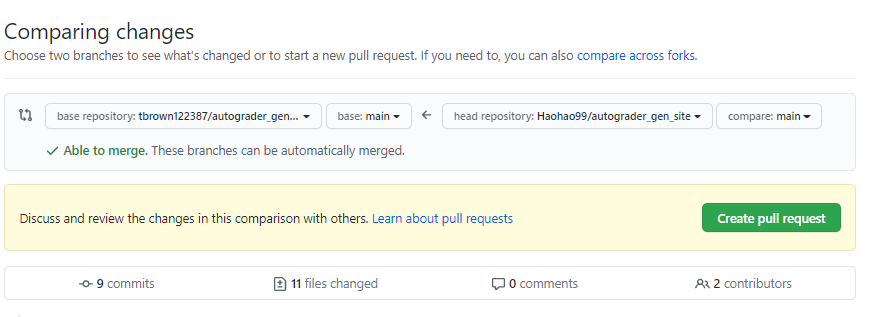 Comparing changes
Choose two branches to see what's changed or to start a new pull request. If you need to, you can also compare across forks.
base repository: tbrown122387/autograder_gen... base: main head repository: Haohao99/autograder_gen_site compare: main
Able to merge. These branches can be automatically merged.
Discuss and review the changes in this comparison with others. Learn about pull requests Create pull request
9 commits 11 files changed 0 comments 2 contributors